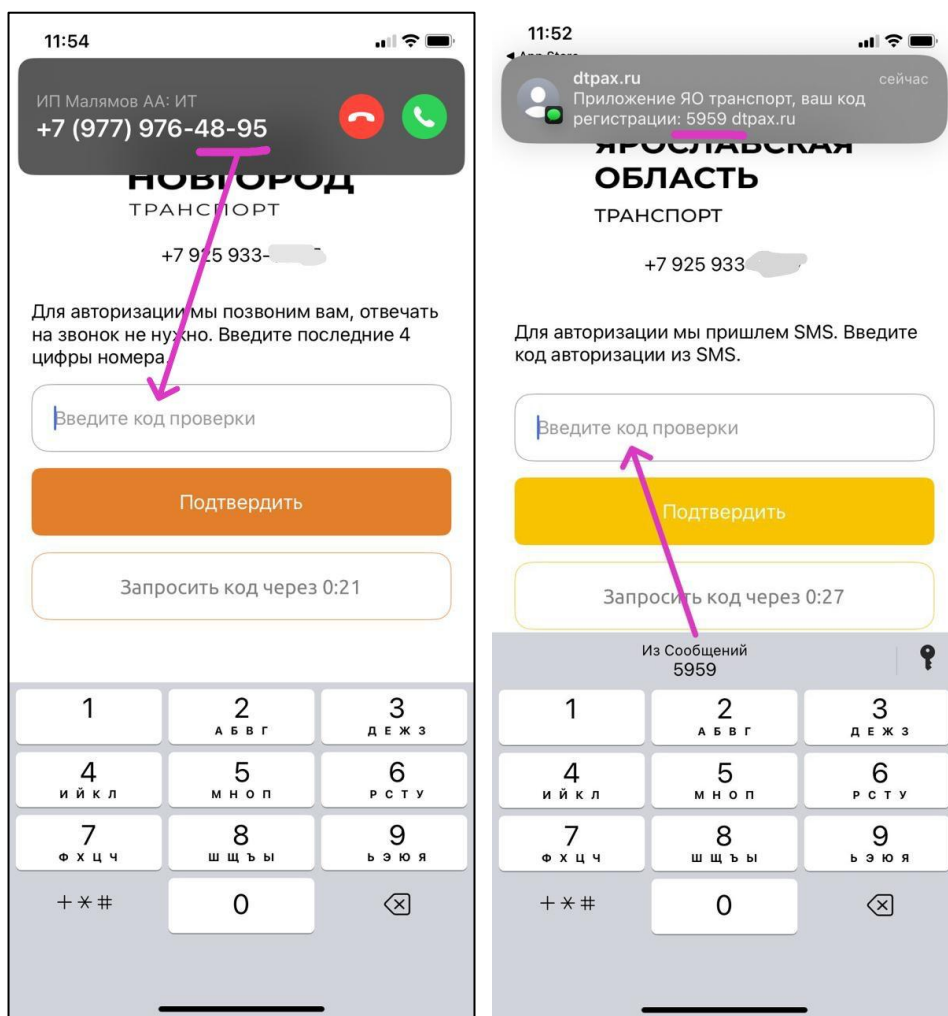 11:54
ИП Малямов АА: ИТ
+7 (977) 976-48-95
НОВГОРОД
ТРАНСПОРТ
+7 925 933-
Для авторизации мы позвоним вам, отвечать
на звонок не нужно. Введите последние 4
цифры номера.
Введите код проверки
Подтвердить
Запросить код через 0:21
1
2
АБВГ
3
ДЕЖЗ
4
ИЙКЛ
5
МНОП
6
РСТУ
7
ФХЦЧ
8
ШЩЪЫ
9
ЬЭЮЯ
+*#
0
11:52
App Store
dtpax.ru
сейчас
Приложение ЯО транспорт, ваш код
регистрации: 5959 dtpax.ru
ЯРОСЛАВСКАЯ
ОБЛАСТЬ
ТРАНСПОРТ
+7 925 933
Для авторизации мы пришлем SMS. Введите
код авторизации из SMS.
Введите код проверки
Подтвердить
Запросить код через 0:27
Из Сообщений
5959
1
2
АБВГ
3
ДЕЖЗ
4
ИЙКЛ
5
МНОП
6
РСТУ
7
ФХЦЧ
8
ШЩЪЫ
9
ЬЭЮЯ
+*#
0